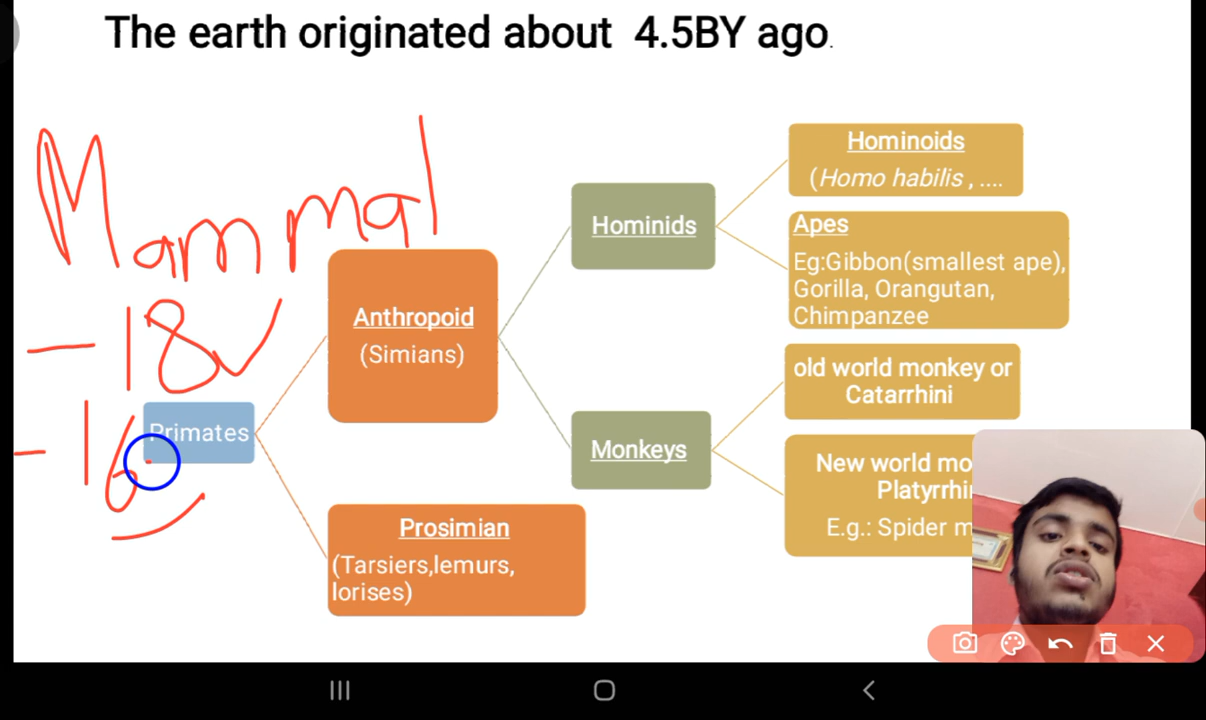 The earth originated about 4.5BY ago.
Mammal
- 18
- 16
Primates
Anthropoid
(Simians)
Prosimian
(Tarsiers,lemurs,
lorises)
Hominids
Monkeys
Hominoids
(Homo habilis , ....
Apes
Eg:Gibbon(smallest ape),
Gorilla, Orangutan,
Chimpanzee
old world monkey or
Catarrhini
New world mo
Platyrrhi
E.g.: Spider m